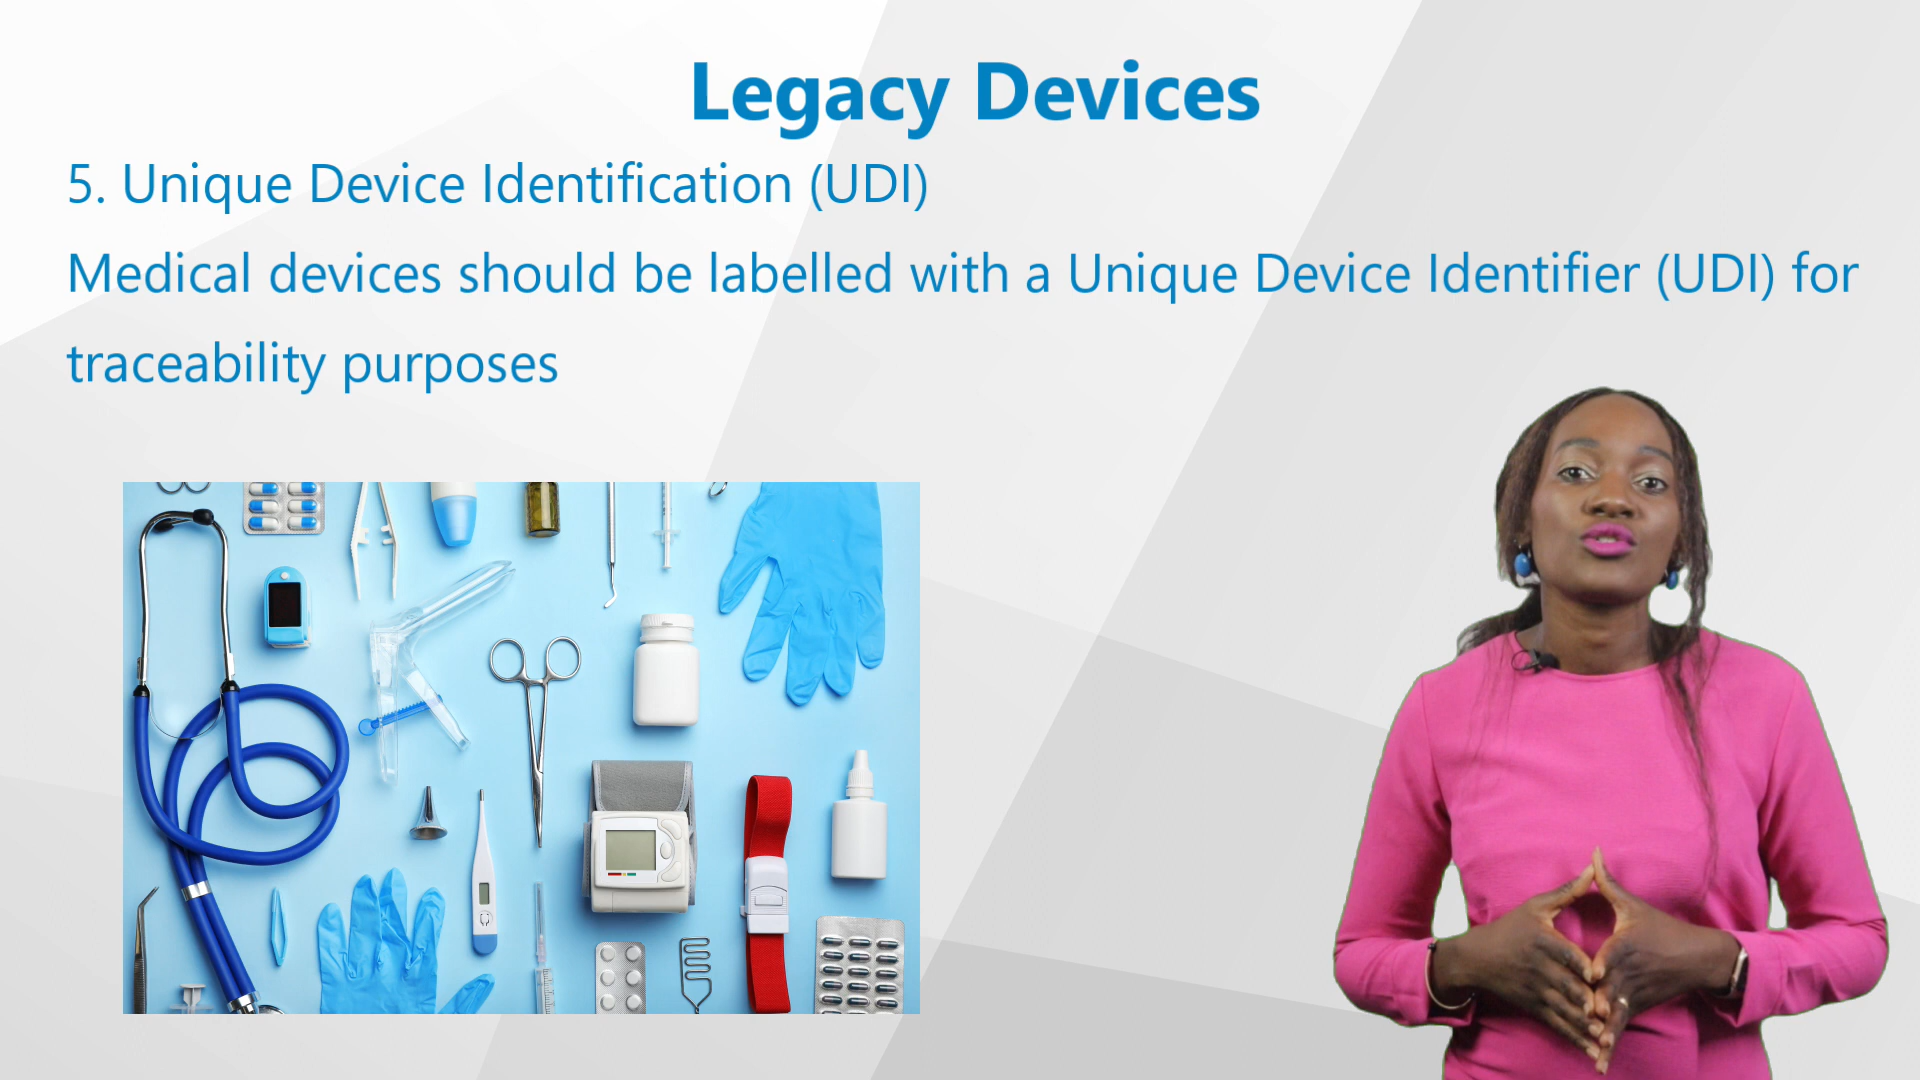 Legacy Devices
5. Unique Device Identification (UDI)
Medical devices should be labelled with a Unique Device Identifier (UDI) for
traceability purposes